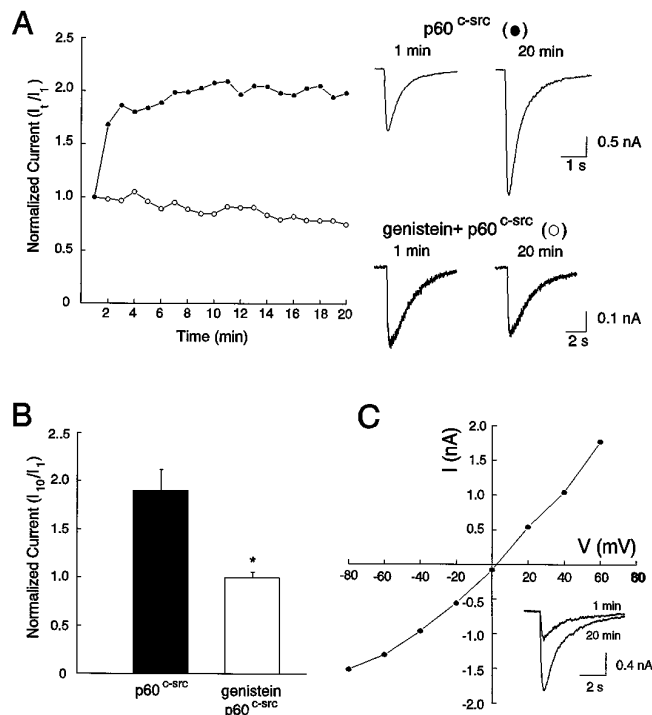 A
p60 c-src (●)
1 min 20 min
0.5 nA
1 s
genistein+ p60 c-src (○)
1 min 20 min
0.1 nA
2 s
Normalized Current (It/I1)
2.5
2.0
1.5
1.0
0.5
0
2 4 6 8 10 12 14 16 18 20
Time (min)
B
Normalized Current (I10/I1)
2.5
2.0
1.5
1.0
0.5
0
*
p60 c-src
genistein
p60 c-src
C
I (nA)
2.0
1.5
1.0
0.5
V (mV)
-80 -60 -40 -20 0 20 40 60 80
-0.5
-1.0
-1.5
-2.0
1 min
20 min
0.4 nA
2 s